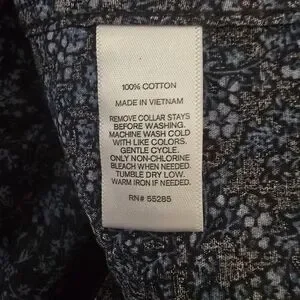 100% COTTON
MADE IN VIETNAM
REMOVE COLLAR STAYS
BEFORE WASHING.
MACHINE WASH COLD
WITH LIKE COLORS.
GENTLE CYCLE.
ONLY NON-CHLORINE
BLEACH WHEN NEEDED.
TUMBLE DRY LOW.
WARM IRON IF NEEDED.
RN# 55285